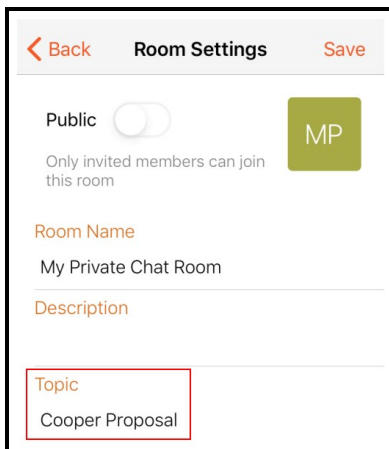 Back Room Settings Save
Public
MP
Only invited members can join
this room
Room Name
My Private Chat Room
Description
Topic
Cooper Proposal